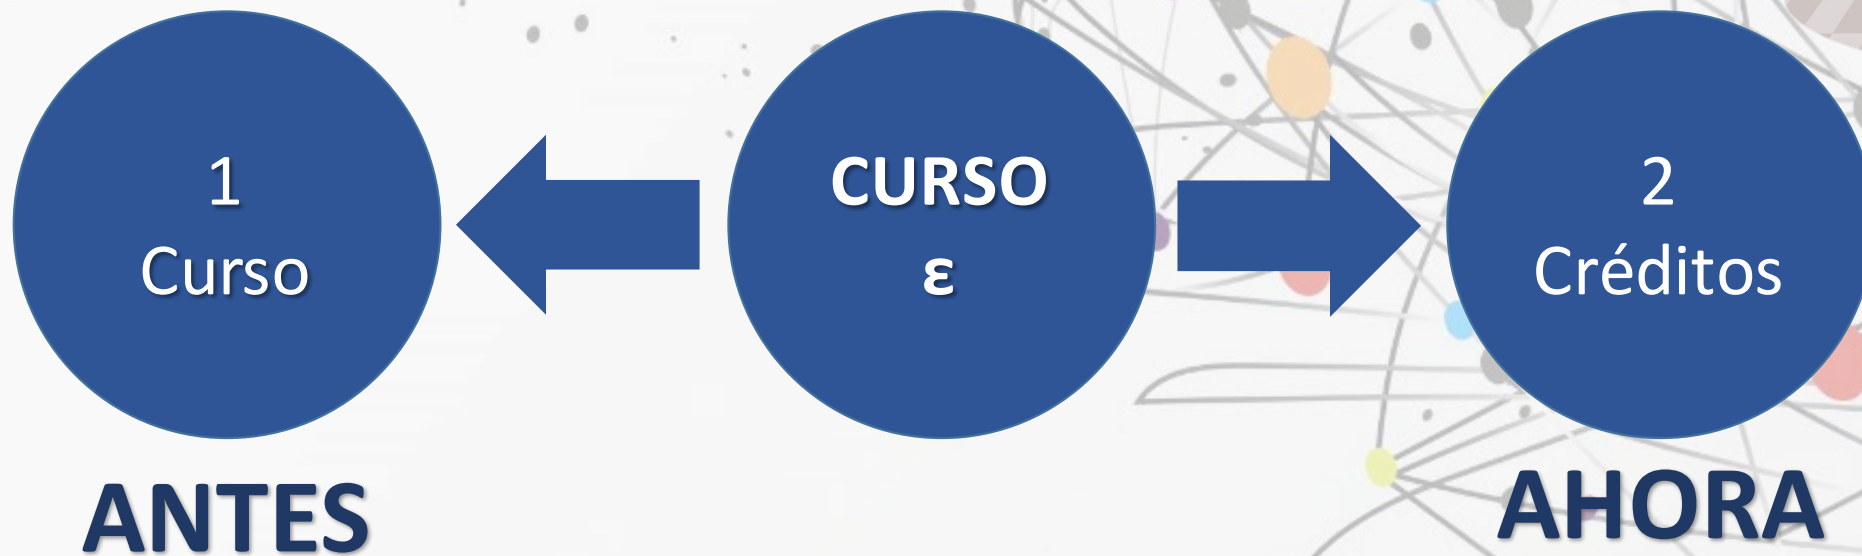 1
Curso
CURSO
ε
2
Créditos
ANTES
AHORA